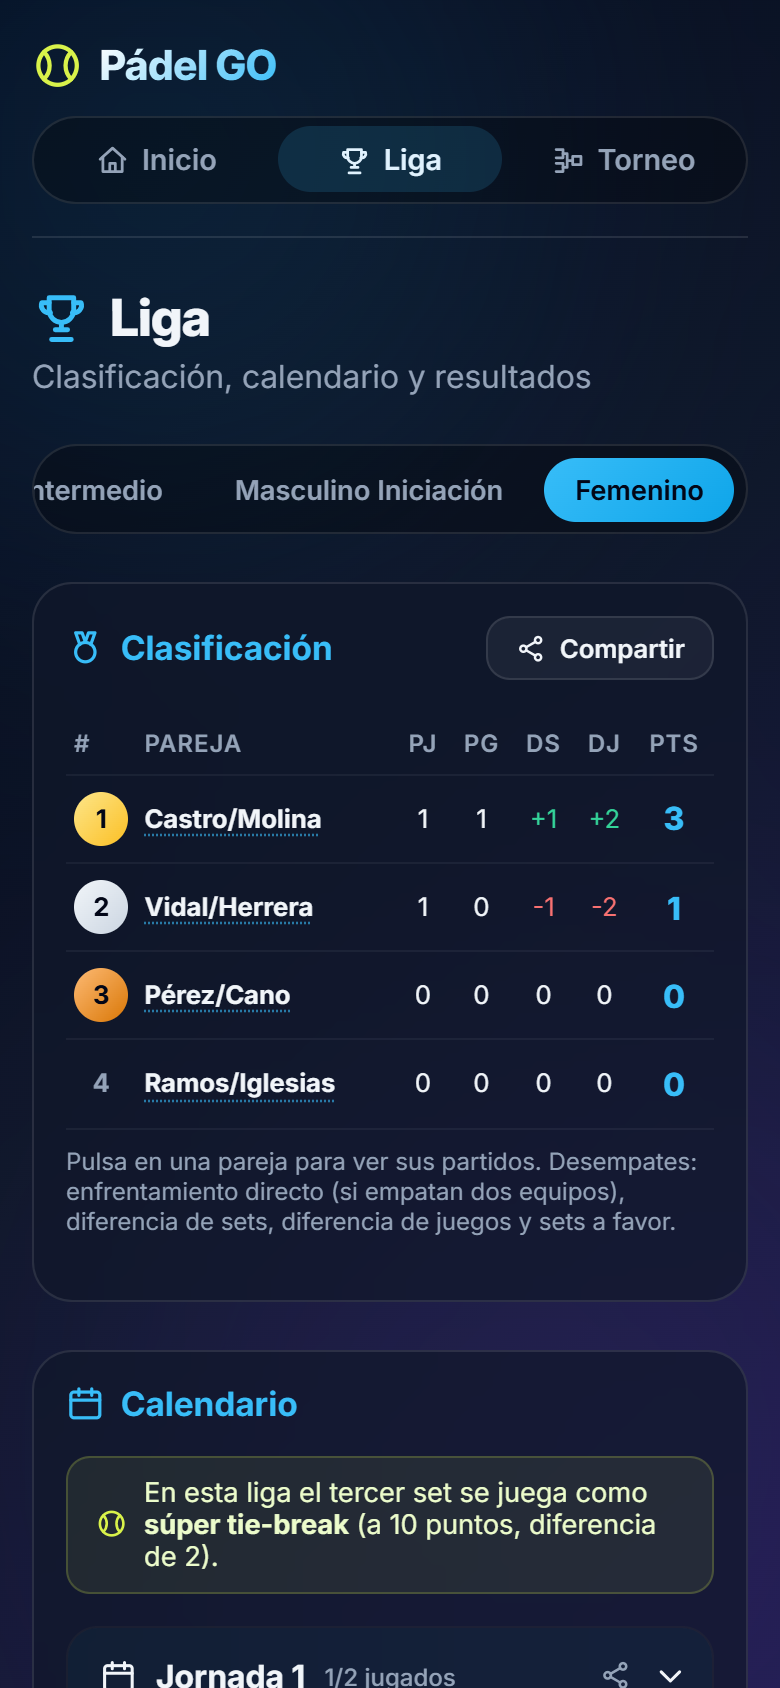 Pádel GO
Inicio
Liga
Torneo
Liga
Clasificación, calendario y resultados
ntermedio
Masculino Iniciación
Femenino
Clasificación
Compartir
# PAREJA PJ PG DS DJ PTS
1 Castro/Molina 1 1 +1 +2 3
2 Vidal/Herrera 1 0 -1 -2 1
3 Pérez/Cano 0 0 0 0 0
4 Ramos/Iglesias 0 0 0 0 0
Pulsa en una pareja para ver sus partidos. Desempates:
enfrentamiento directo (si empatan dos equipos),
diferencia de sets, diferencia de juegos y sets a favor.
Calendario
En esta liga el tercer set se juega como
súper tie-break (a 10 puntos, diferencia
de 2).
Jornada 1 1/2 jugados